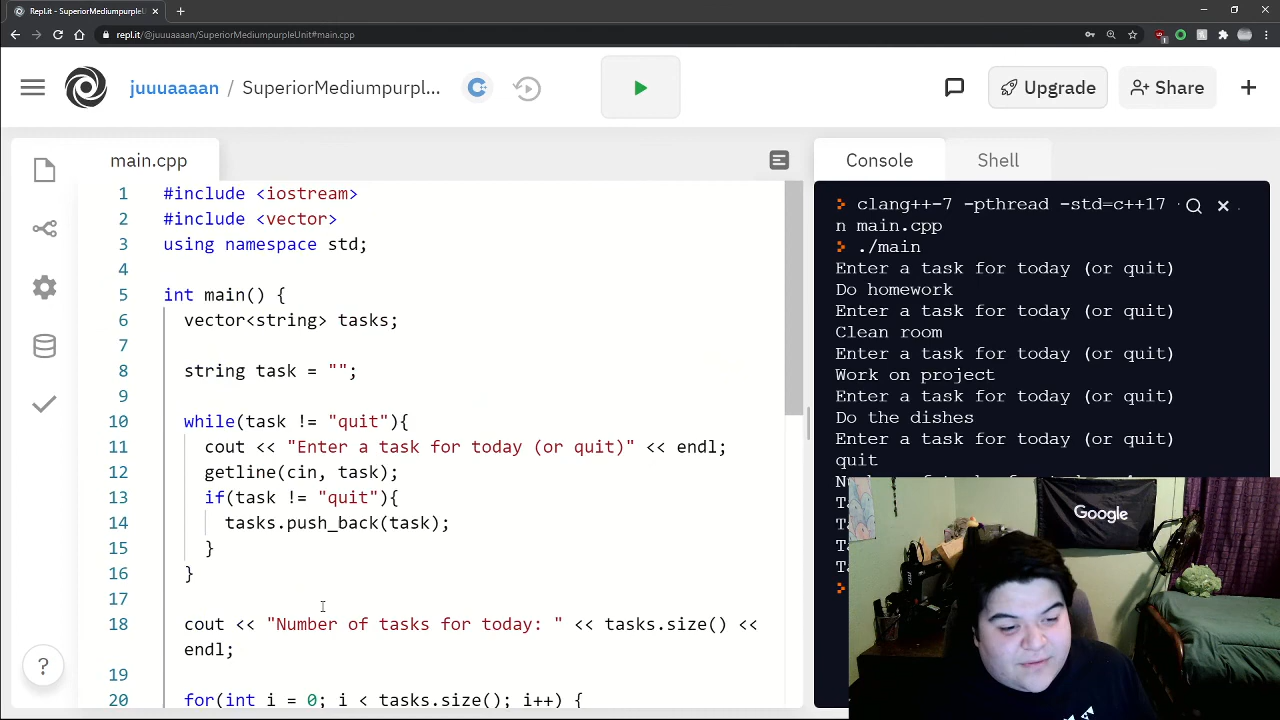 Repl.it - SuperiorMediumpurpleU
repl.it/@juuuaaaan/SuperiorMediumpurpleUnit#main.cpp
juuuaaaan / SuperiorMediumpurpl...
Upgrade
Share
main.cpp
1 #include <iostream>
2 #include <vector>
3 using namespace std;
4
5 int main() {
6 vector<string> tasks;
7
8 string task = "";
9
10 while(task != "quit"){
11 cout << "Enter a task for today (or quit)" << endl;
12 getline(cin, task);
13 if(task != "quit"){
14 tasks.push_back(task);
15 }
16 }
17
18 cout << "Number of tasks for today: " << tasks.size() <<
endl;
19
20 for(int i = 0; i < tasks.size(); i++) {
Console
Shell
clang++-7 -pthread -std=c++17
n main.cpp
./main
Enter a task for today (or quit)
Do homework
Enter a task for today (or quit)
Clean room
Enter a task for today (or quit)
Work on project
Enter a task for today (or quit)
Do the dishes
Enter a task for today (or quit)
quit
Google